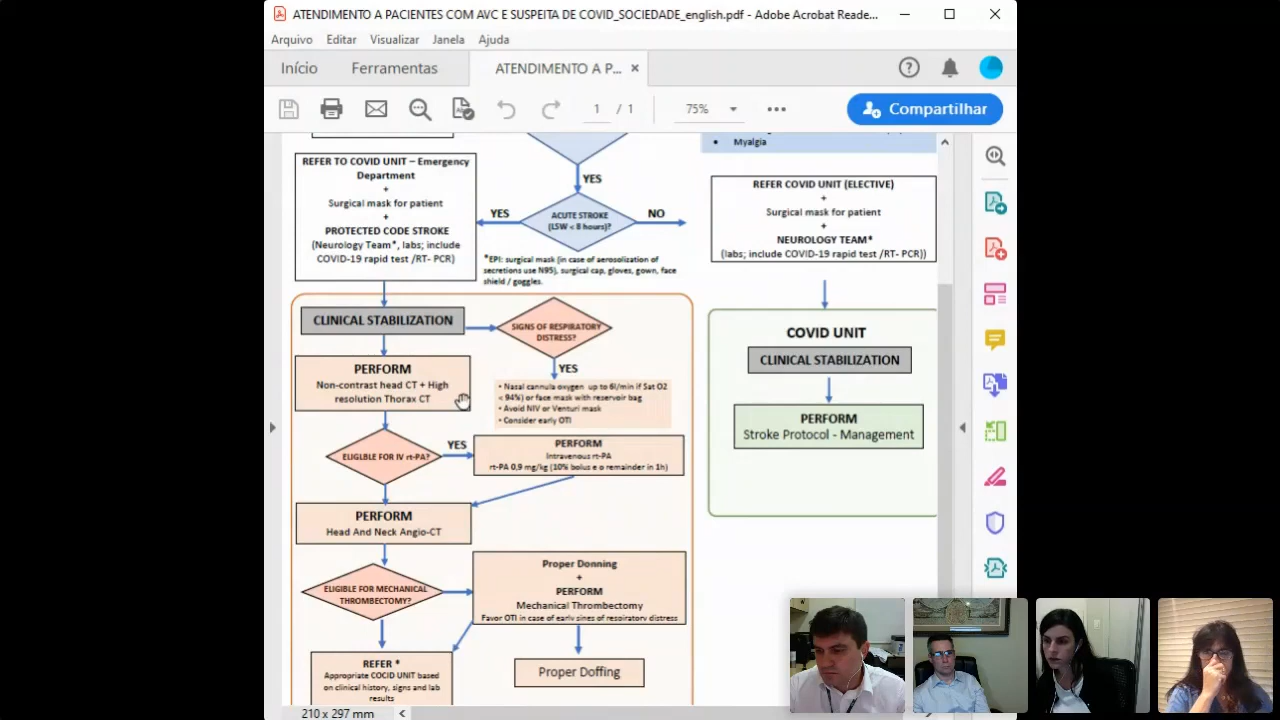 ATENDIMENTO A PACIENTES COM AVC E SUSPEITA DE COVID_SOCIEDADE_english.pdf - Adobe Acrobat Reade...
Arquivo Editar Visualizar Janela Ajuda
Início Ferramentas ATENDIMENTO A P... ×
1 / 1 75% Compartilhar
• Myalgia
REFER TO COVID UNIT – Emergency
Department
+
Surgical mask for patient
+
PROTECTED CODE STROKE
(Neurology Team*, labs; include
COVID-19 rapid test /RT- PCR)
YES
YES
ACUTE STROKE
(LSW < 8 hours)?
NO
REFER COVID UNIT (ELECTIVE)
+
Surgical mask for patient
+
NEUROLOGY TEAM*
(labs; include COVID-19 rapid test /RT- PCR))
*EPI: surgical mask (in case of aerosolization of
secretions use N95), surgical cap, gloves, gown, face
shield / goggles.
CLINICAL STABILIZATION
SIGNS OF RESPIRATORY
DISTRESS?
YES
• Nasal cannula oxygen up to 6l/min if Sat O2
< 94%) or face mask with reservoir bag
• Avoid NIV or Venturi mask
• Consider early OTI
PERFORM
Non-contrast head CT + High
resolution Thorax CT
ELIGLBLE FOR IV rt-PA?
YES
PERFORM
Intravenous rt-PA
rt-PA 0,9 mg/kg (10% bolus e o remainder in 1h)
PERFORM
Head And Neck Angio-CT
ELIGIBLE FOR MECHANICAL
THROMBECTOMY?
Proper Donning
+
PERFORM
Mechanical Thrombectomy
Favor OTI in case of early sines of respiratory distress
Proper Doffing
REFER *
Appropriate COCID UNIT based
on clinical history, signs and lab
results
COVID UNIT
CLINICAL STABILIZATION
PERFORM
Stroke Protocol - Management
210 x 297 mm